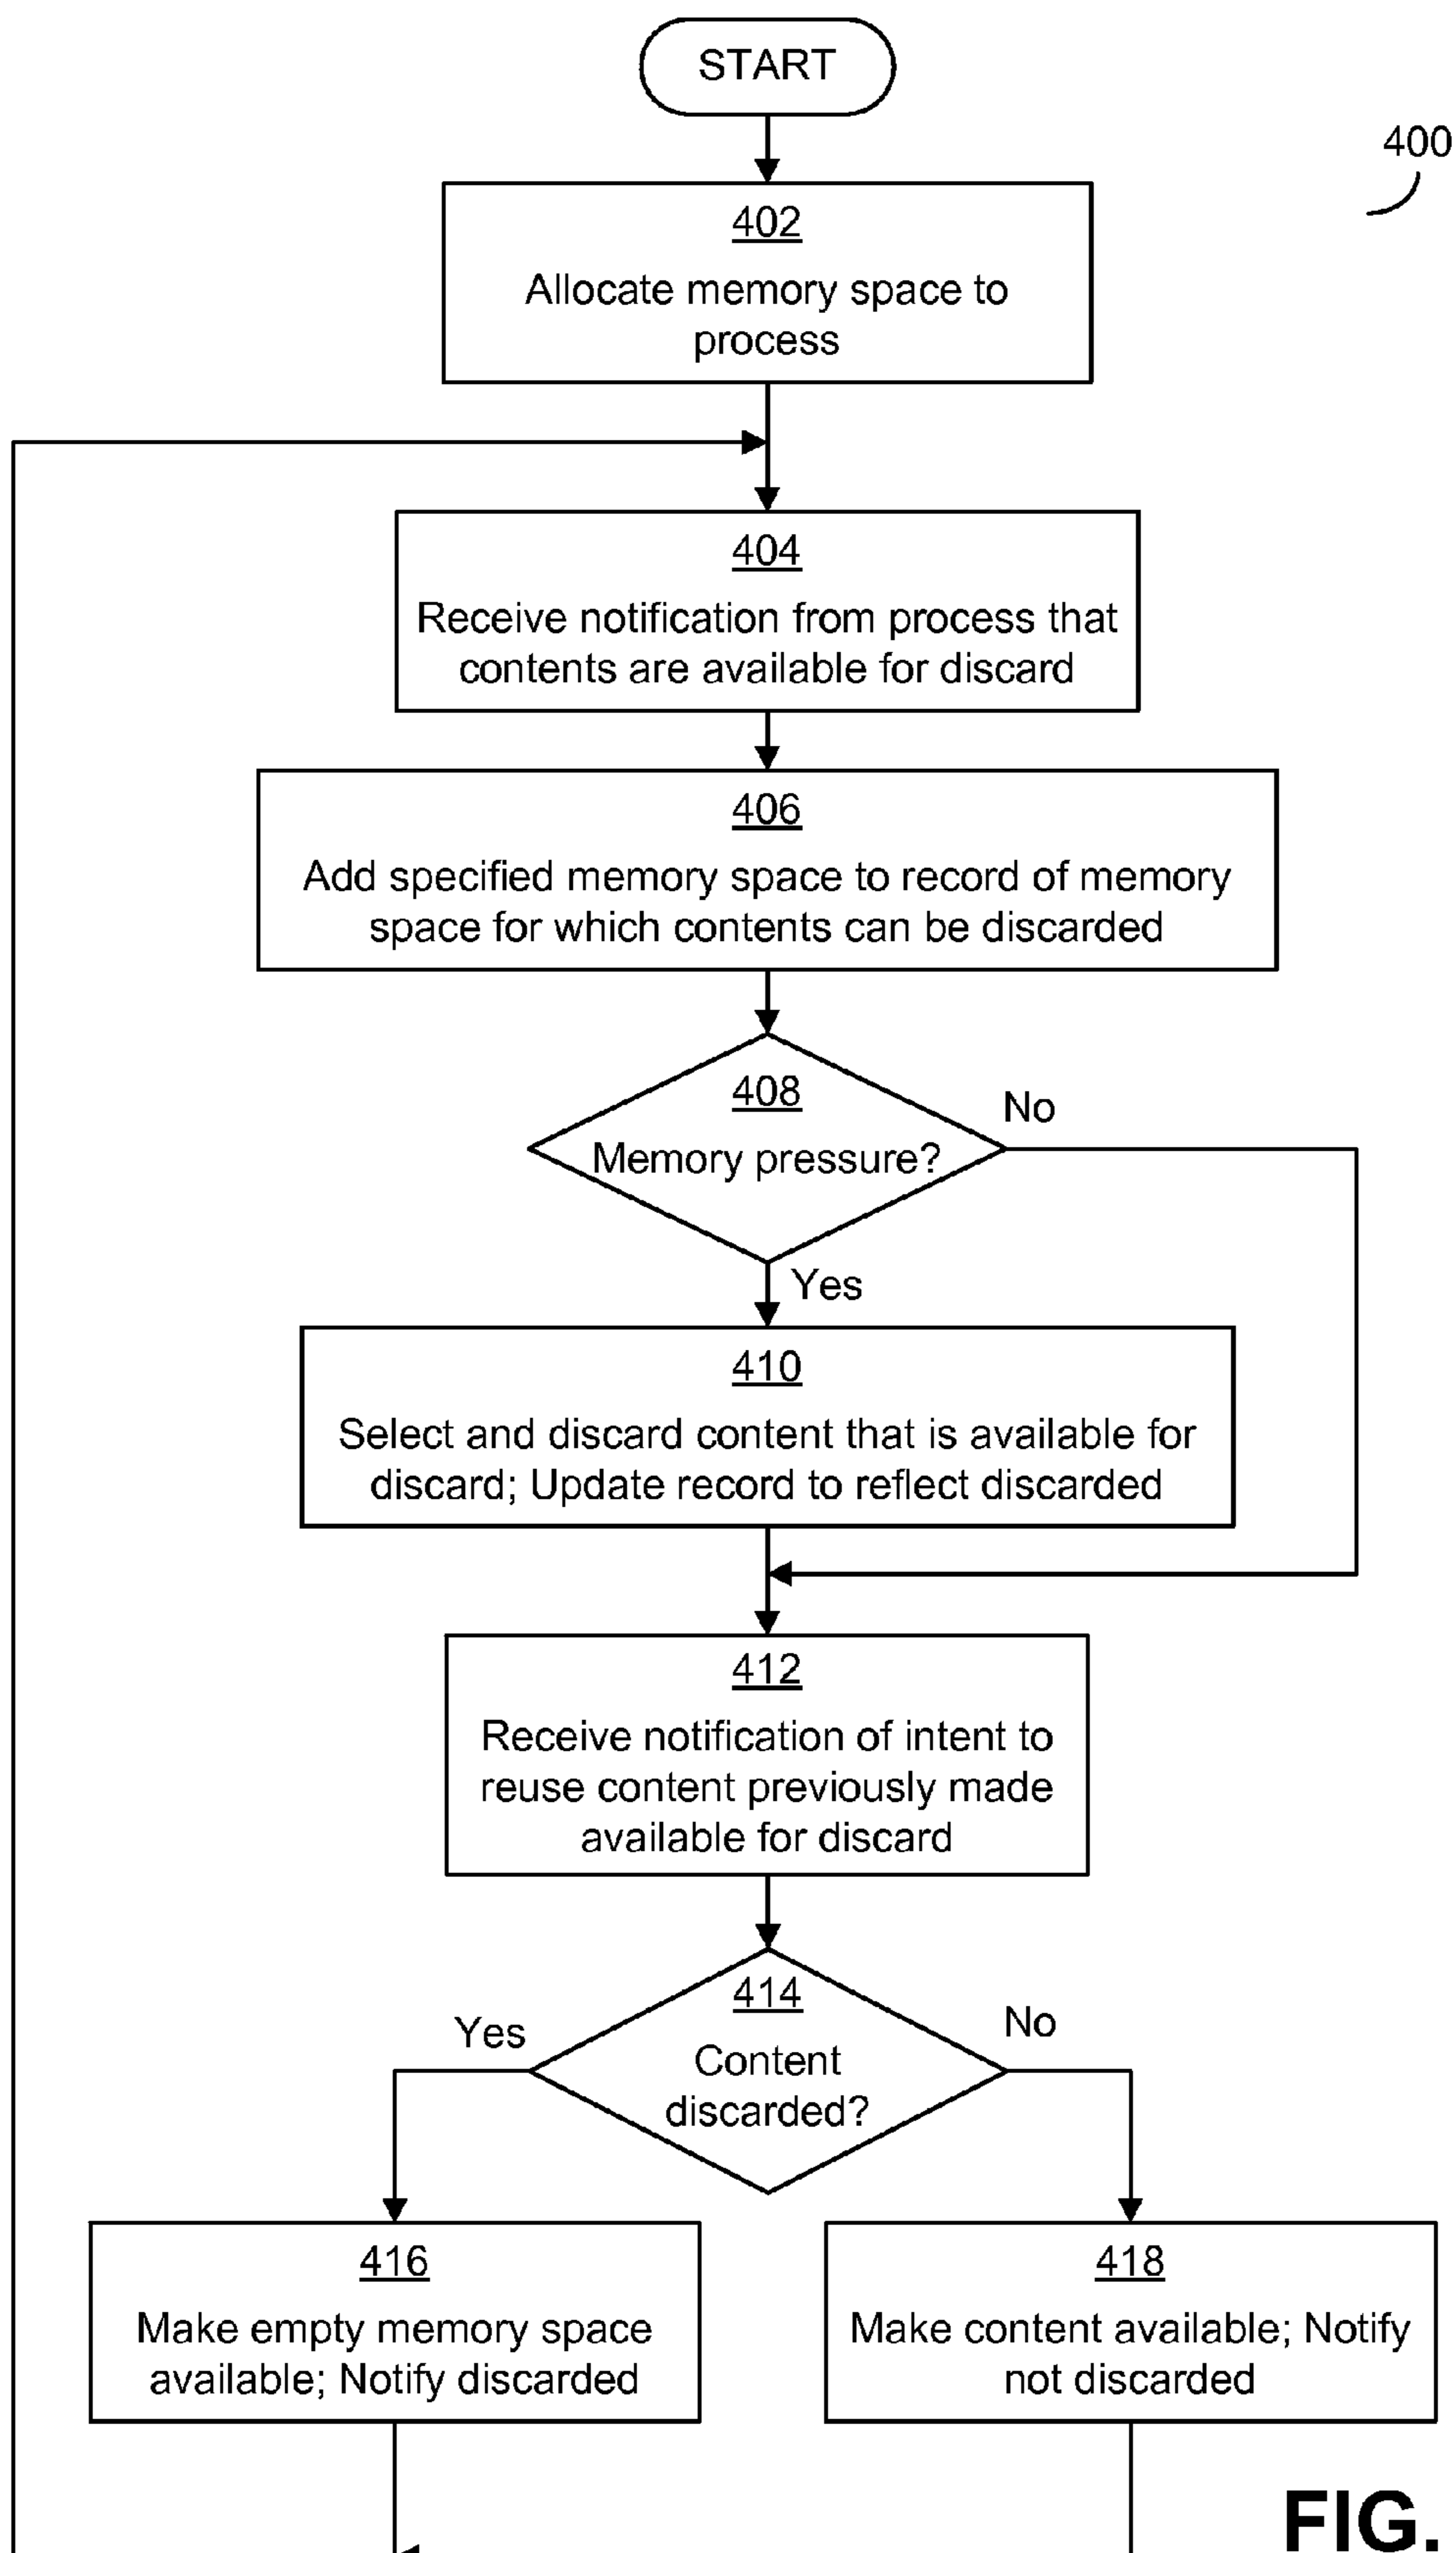 START
400
402
Allocate memory space to
process
404
Receive notification from process that
contents are available for discard
406
Add specified memory space to record of memory
space for which contents can be discarded
408
Memory pressure?
No
Yes
410
Select and discard content that is available for
discard; Update record to reflect discarded
412
Receive notification of intent to
reuse content previously made
available for discard
414
Content
discarded?
Yes
No
416
Make empty memory space
available; Notify discarded
418
Make content available; Notify
not discarded
FIG.